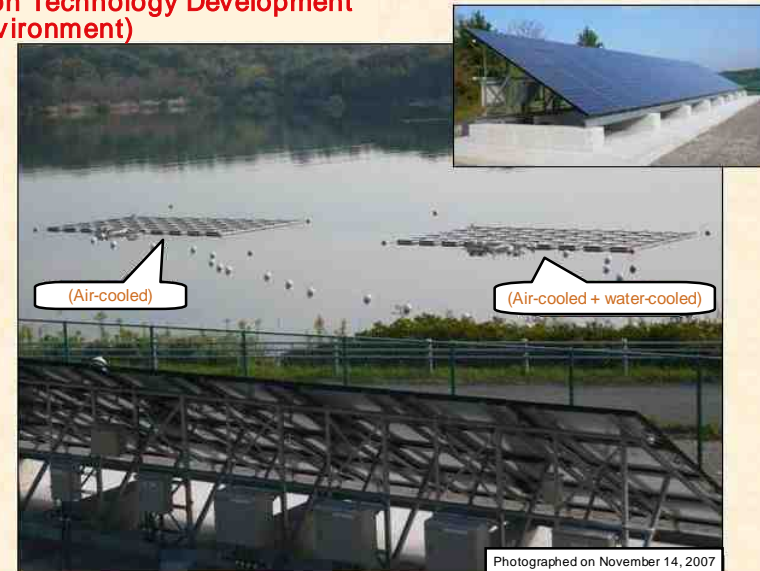 on Technology Development
vironment)
(Air-cooled)
(Air-cooled + water-cooled)
Photographed on November 14, 2007